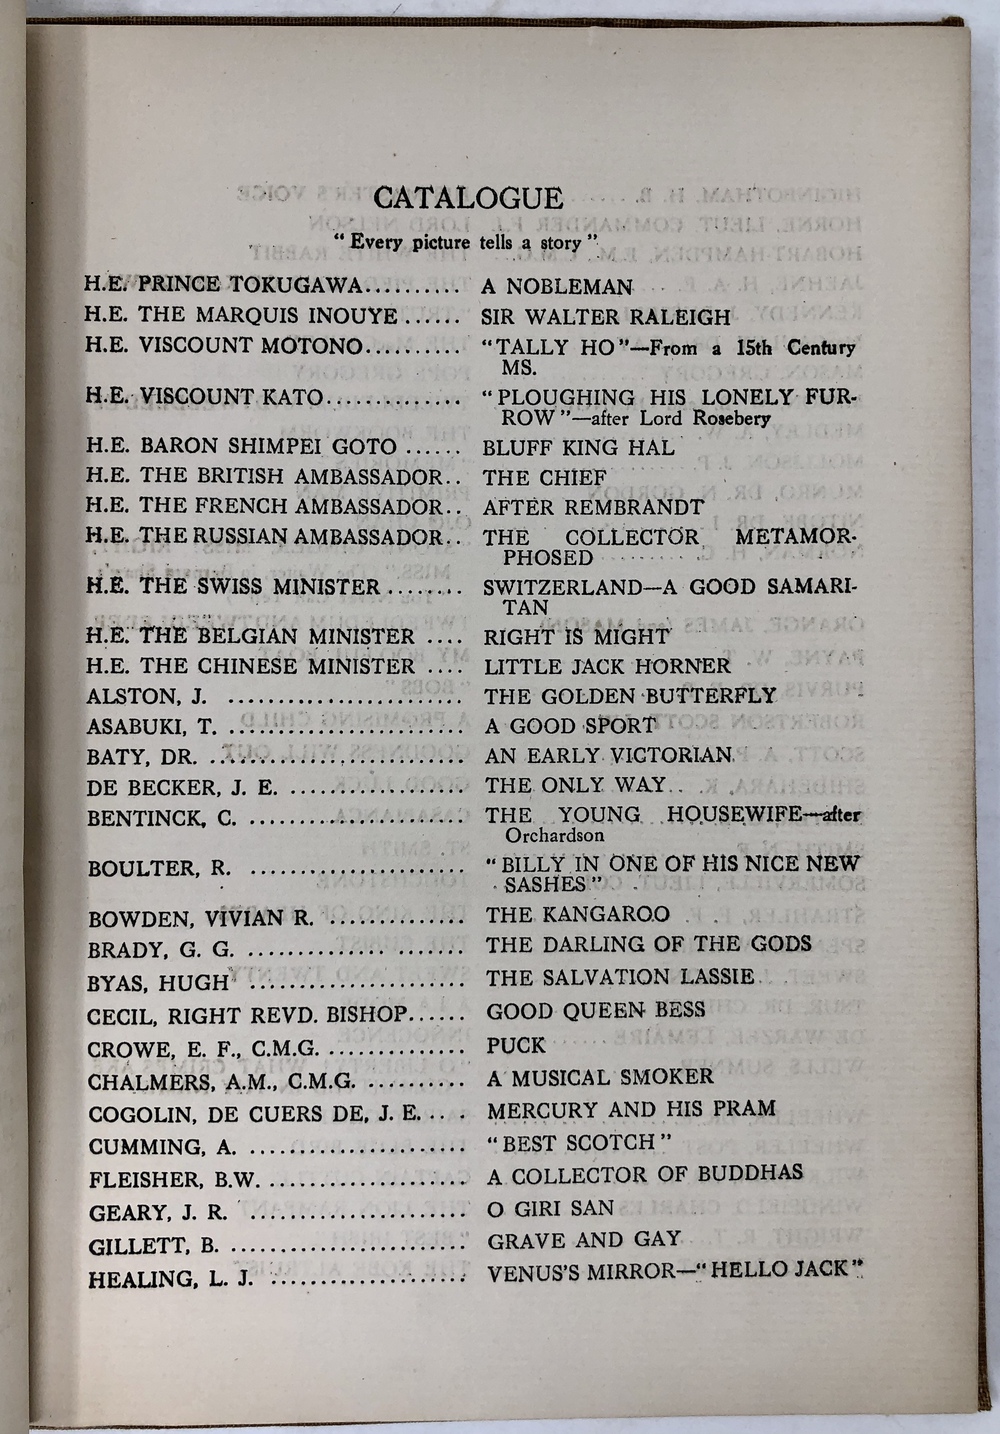 CATALOGUE
“ Every picture tells a story ”
H.E. PRINCE TOKUGAWA.......... A NOBLEMAN
H.E. THE MARQUIS INOUYE ...... SIR WALTER RALEIGH
H.E. VISCOUNT MOTONO.......... “TALLY HO”—From a 15th Century
MS.
H.E. VISCOUNT KATO.............. “PLOUGHING HIS LONELY FUR-
ROW”—after Lord Rosebery
H.E. BARON SHIMPEI GOTO ...... BLUFF KING HAL
H.E. THE BRITISH AMBASSADOR.. THE CHIEF
H.E. THE FRENCH AMBASSADOR.. AFTER REMBRANDT
H.E. THE RUSSIAN AMBASSADOR.. THE COLLECTOR METAMOR-
PHOSED
H.E. THE SWISS MINISTER ........ SWITZERLAND—A GOOD SAMARI-
TAN
H.E. THE BELGIAN MINISTER .... RIGHT IS MIGHT
H.E. THE CHINESE MINISTER .... LITTLE JACK HORNER
ALSTON, J. ........................ THE GOLDEN BUTTERFLY
ASABUKI, T. ........................ A GOOD SPORT
BATY, DR. .......................... AN EARLY VICTORIAN
DE BECKER, J. E. .................. THE ONLY WAY
BENTINCK, C. ...................... THE YOUNG HOUSEWIFE—after
Orchardson
BOULTER, R. ...................... “BILLY IN ONE OF HIS NICE NEW
SASHES”
BOWDEN, VIVIAN R. .............. THE KANGAROO
BRADY, G. G. ...................... THE DARLING OF THE GODS
BYAS, HUGH ...................... THE SALVATION LASSIE
CECIL, RIGHT REVD. BISHOP...... GOOD QUEEN BESS
CROWE, E. F., C.M.G. .............. PUCK
CHALMERS, A.M., C.M.G. .......... A MUSICAL SMOKER
COGOLIN, DE CUERS DE, J. E.... . MERCURY AND HIS PRAM
CUMMING, A. ...................... “BEST SCOTCH”
FLEISHER, B.W. .................... A COLLECTOR OF BUDDHAS
GEARY, J. R. ...................... O GIRI SAN
GILLETT, B. ........................ GRAVE AND GAY
HEALING, L. J. .................... VENUS’S MIRROR—“HELLO JACK”